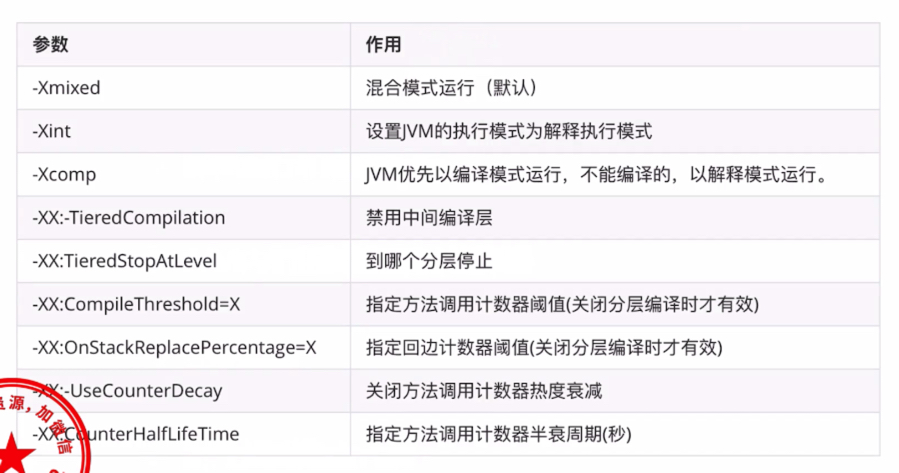 参数 作用
-Xmixed 混合模式运行（默认）
-Xint 设置JVM的执行模式为解释执行模式
-Xcomp JVM优先以编译模式运行，不能编译的，以解释模式运行。
-XX:-TieredCompilation 禁用中间编译层
-XX:TieredStopAtLevel 到哪个分层停止
-XX:CompileThreshold=X 指定方法调用计数器阈值(关闭分层编译时才有效)
-XX:OnStackReplacePercentage=X 指定回边计数器阈值(关闭分层编译时才有效)
-XX:-UseCounterDecay 关闭方法调用计数器热度衰减
-XX:CounterHalfLifeTime 指定方法调用计数器半衰周期(秒)
源，加微信